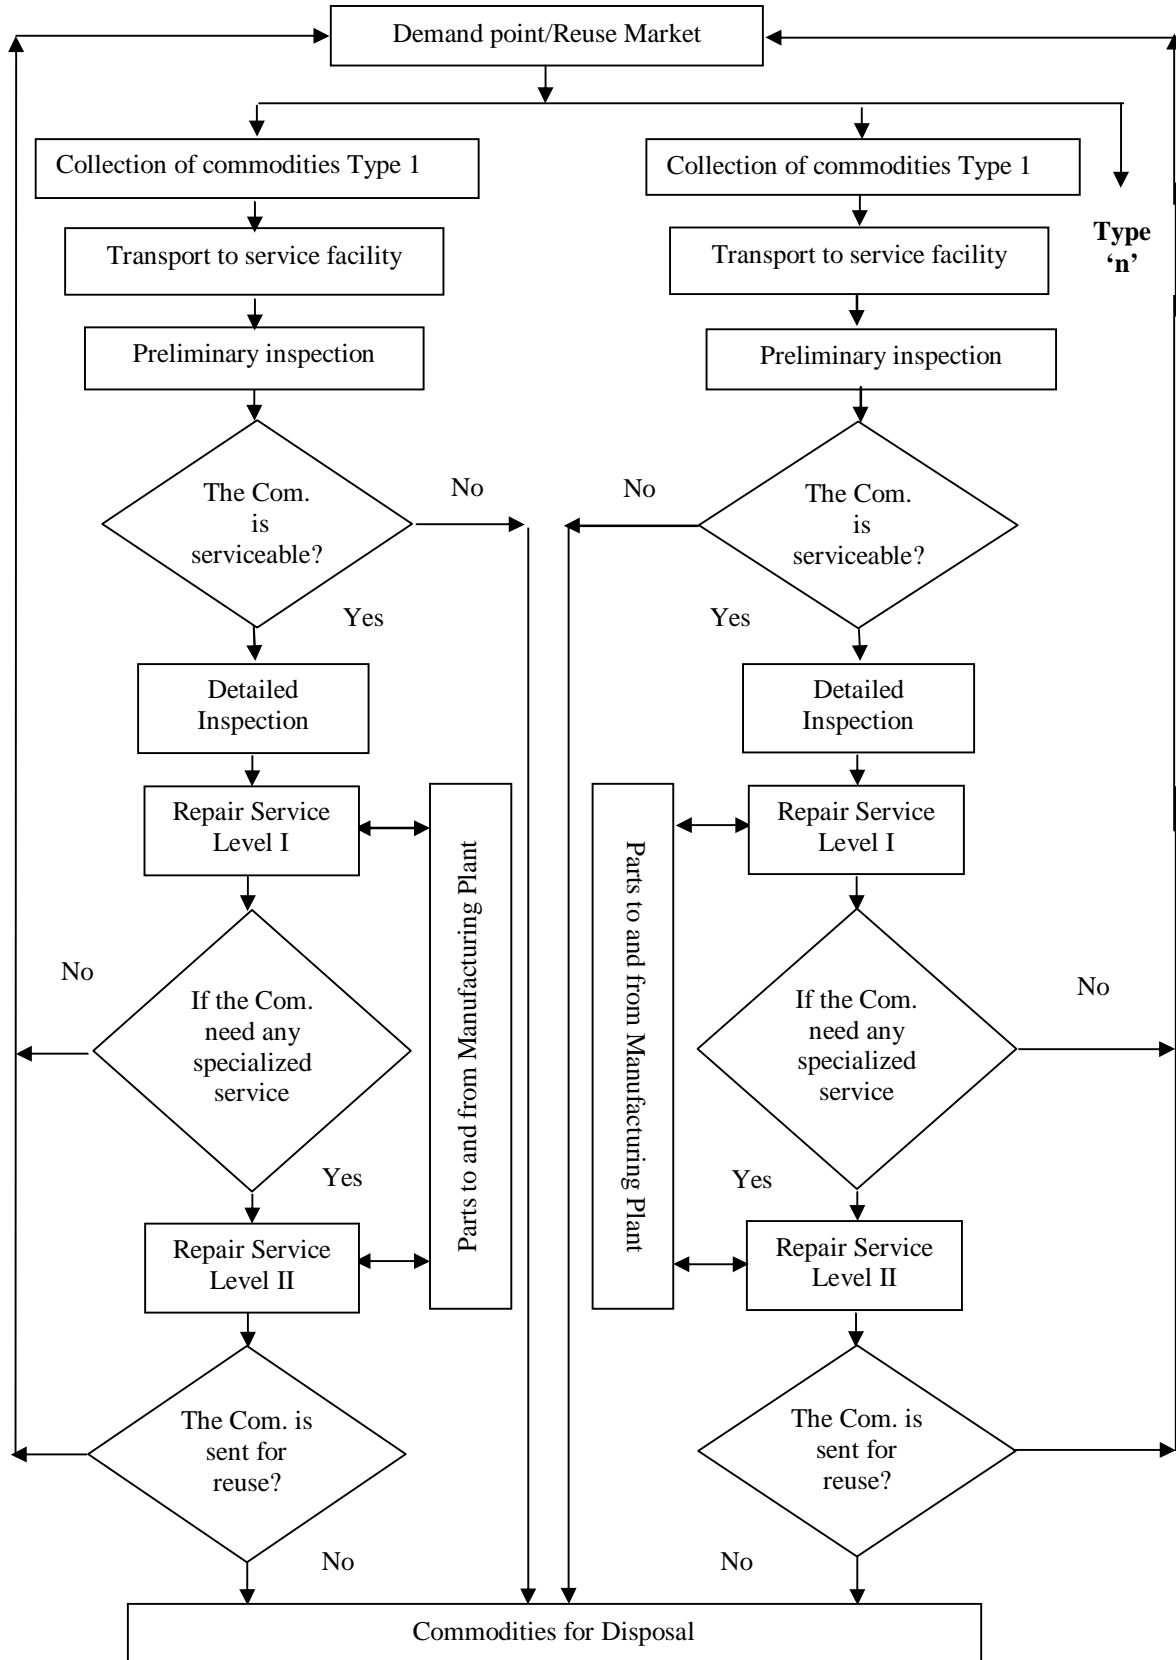 Demand point/Reuse Market
Collection of commodities Type 1
Collection of commodities Type 1
Type
‘n’
Transport to service facility
Transport to service facility
Preliminary inspection
Preliminary inspection
The Com.
is
serviceable?
No
No
The Com.
is
serviceable?
Yes
Yes
Detailed
Inspection
Detailed
Inspection
Repair Service
Level I
Parts to and from Manufacturing Plant
Parts to and from Manufacturing Plant
Repair Service
Level I
No
If the Com.
need any
specialized
service
If the Com.
need any
specialized
service
No
Yes
Yes
Repair Service
Level II
Repair Service
Level II
The Com. is
sent for
reuse?
The Com. is
sent for
reuse?
No
No
Commodities for Disposal